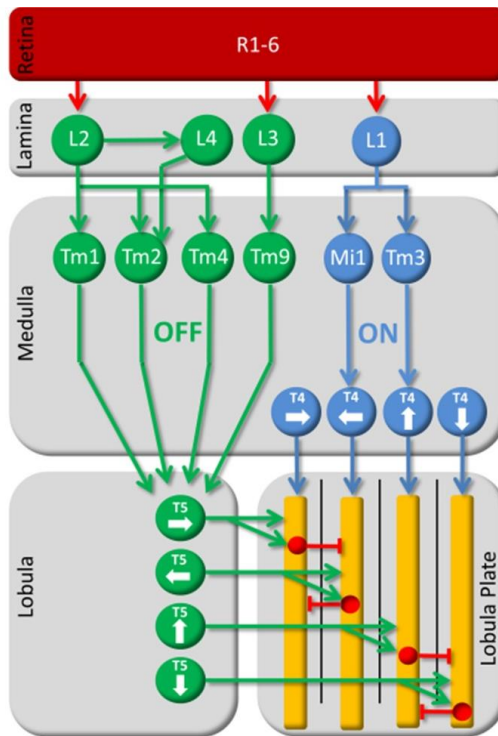 Retina
R1-6
Lamina
L2
L4
L3
L1
Medulla
Tm1
Tm2
Tm4
Tm9
Mi1
Tm3
OFF
ON
T4
T4
T4
T4
Lobula
T5
T5
T5
T5
Lobula Plate